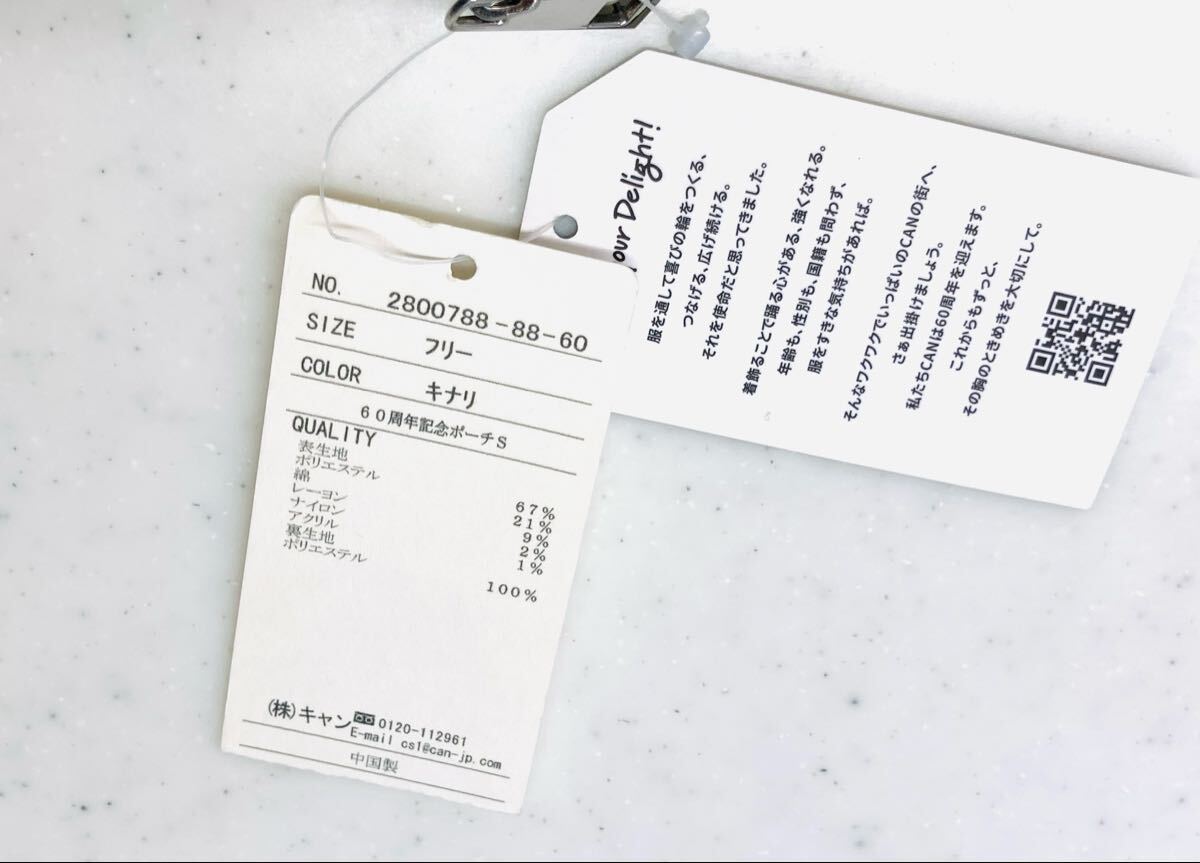 NO. 2800788-88-60
SIZE フリー
COLOR キナリ
60周年記念ポーチS
QUALITY
表生地
ポリエステル 67%
綿 21%
レーヨン 9%
ナイロン 2%
アクリル 1%
裏生地
ポリエステル 100%
(株)キャン 0120-112961
E-mail cs1@can-jp.com
中国製
our Delight!
服を通して喜びの輪をつくる、
つなげる、広げ続ける。
それを使命だと思ってきました。
着飾ることで踊る心がある、強くなれる。
年齢も、性別も、国籍も問わず、
服をすきな気持ちがあれば。
そんなワクワクでいっぱいのCANの街へ、
さぁ出掛けましょう。
私たちCANは60周年を迎えます。
これからもずっと、
その胸のときめきを大切にして。